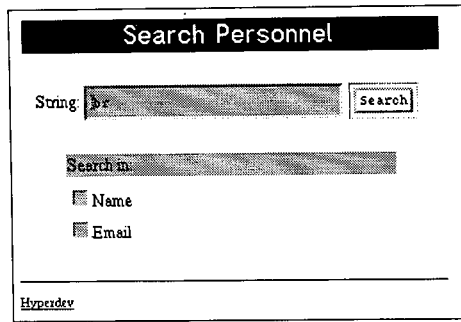 Search Personnel
String: br Search
Search in:
Name
Email
Hyperdev